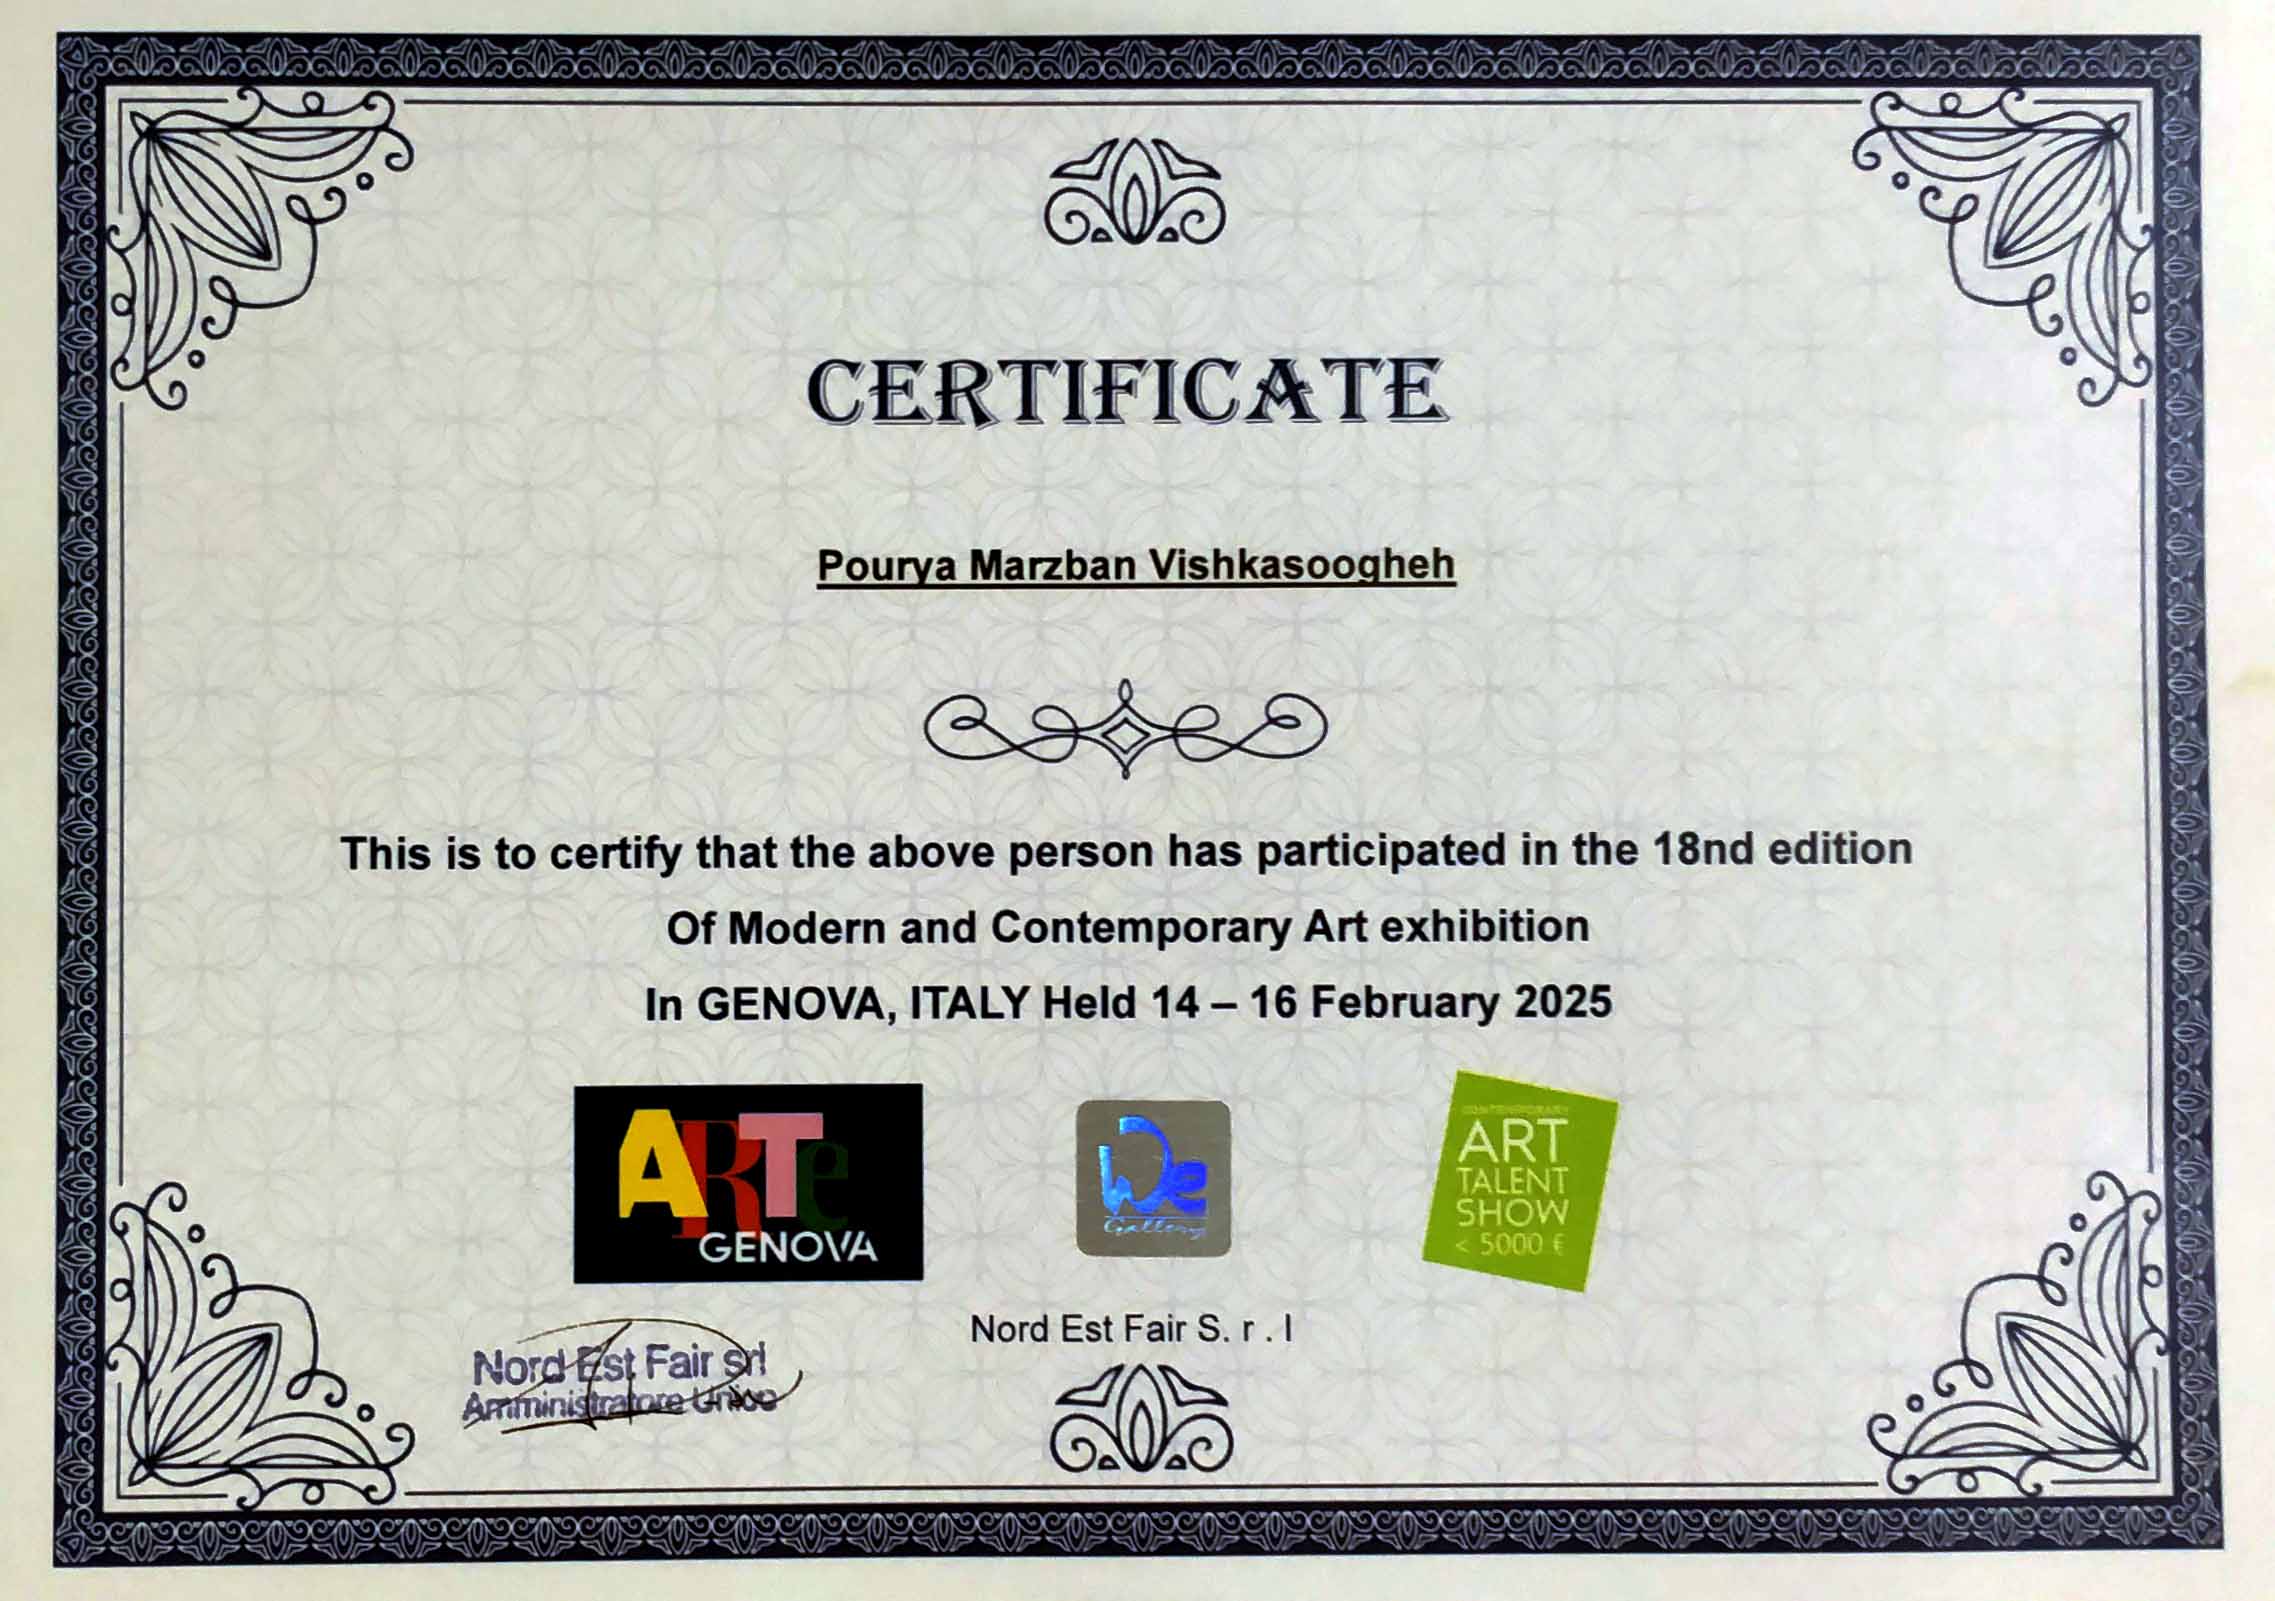 CERTIFICATE
Pourya Marzban Vishkasoogheh
This is to certify that the above person has participated in the 18nd edition
Of Modern and Contemporary Art exhibition
In GENOVA, ITALY Held 14 – 16 February 2025
ARTe
GENOVA
We
Gallery
CONTEMPORARY
ART
TALENT
SHOW
< 5000 €
Nord Est Fair S. r . l
Nord Est Fair srl
Amministratore Unico